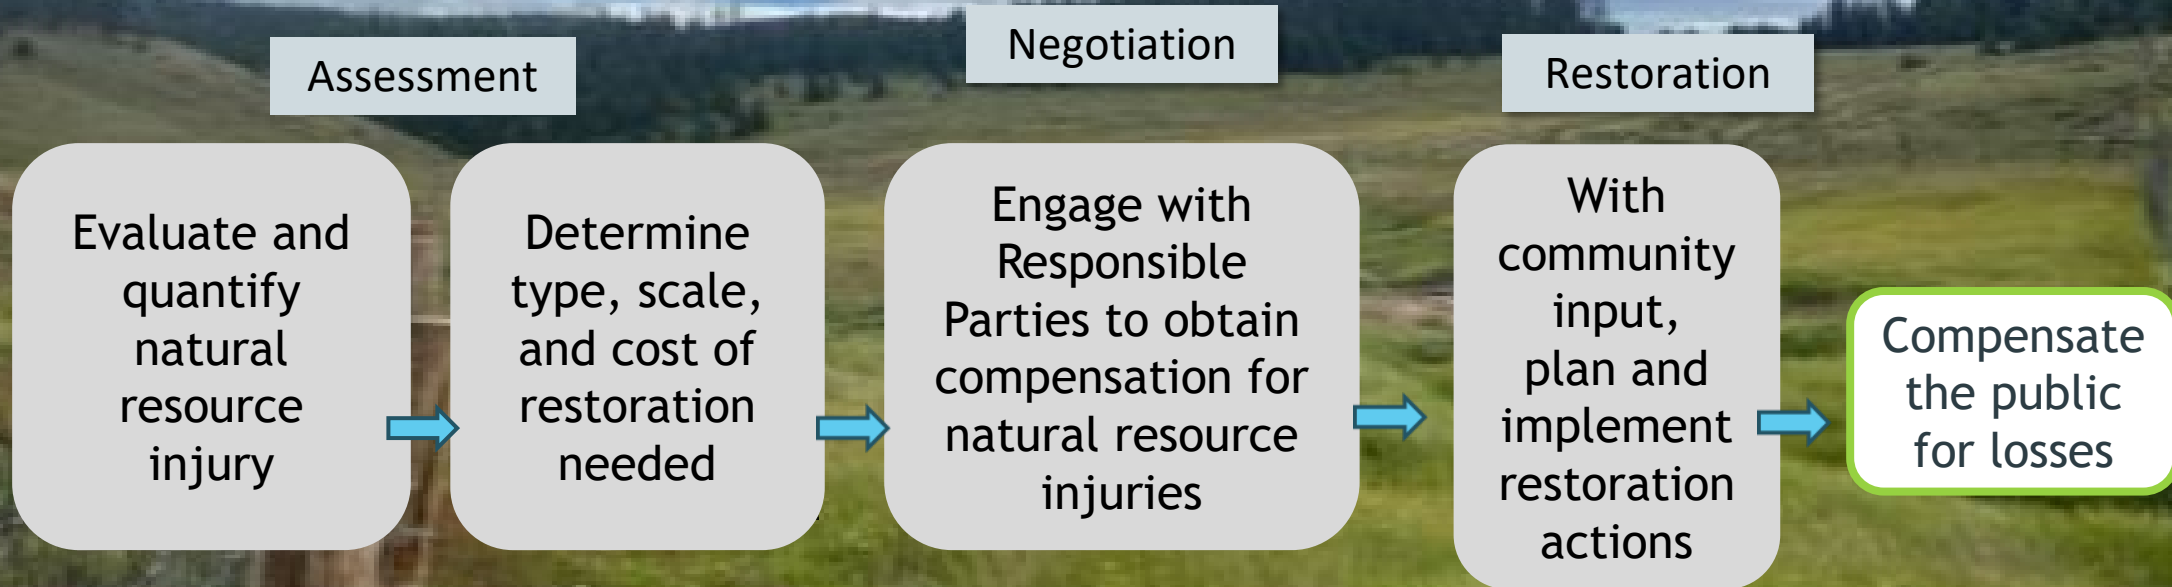 Assessment
Negotiation
Restoration
Evaluate and
quantify
natural
resource
injury
Determine
type, scale,
and cost of
restoration
needed
Engage with
Responsible
Parties to obtain
compensation for
natural resource
injuries
With
community
input,
plan and
implement
restoration
actions
Compensate
the public
for losses